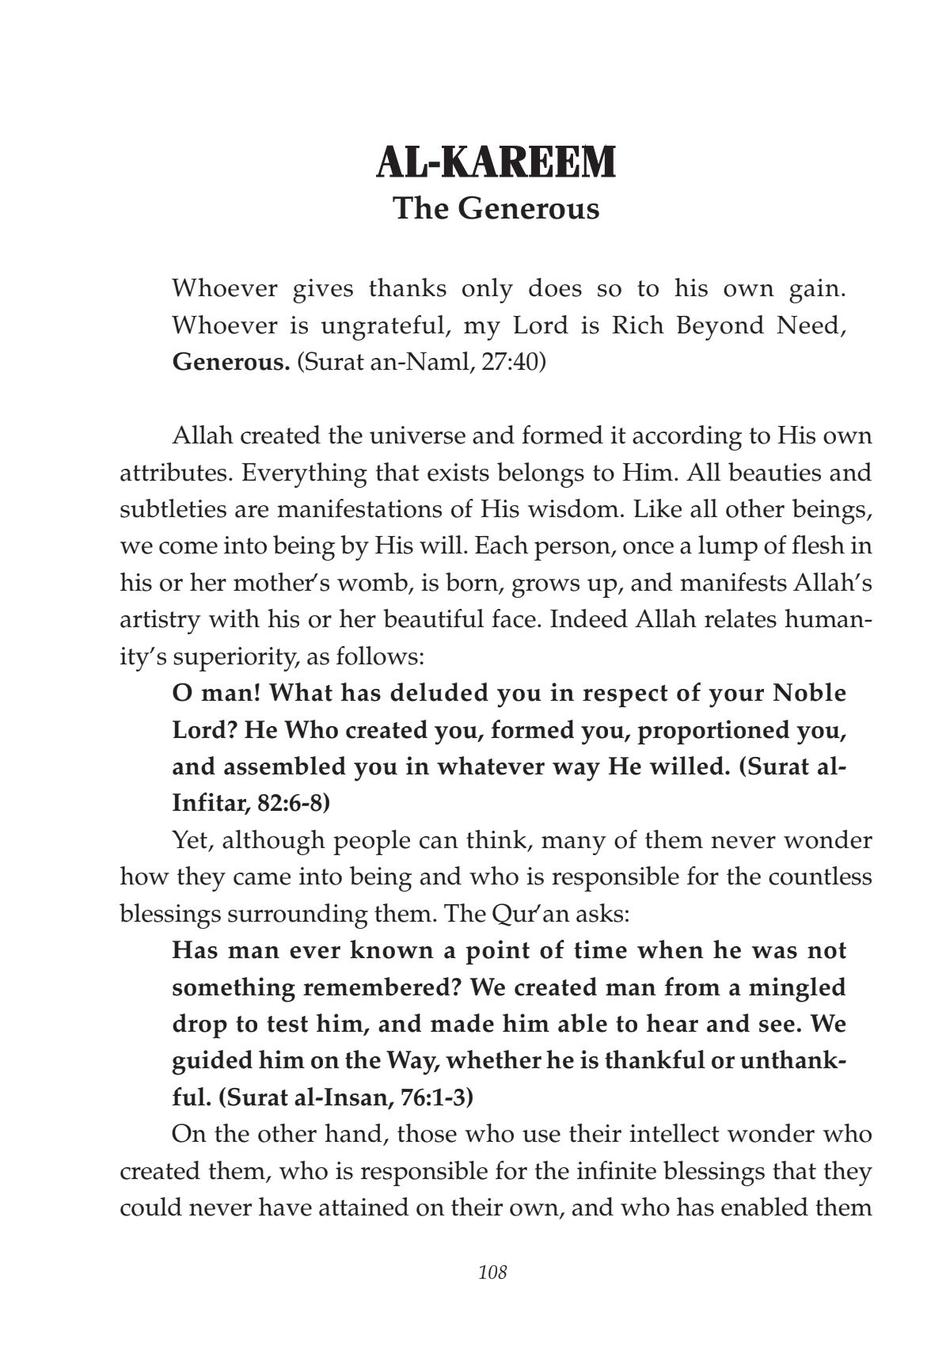 AL-KAREEM
The Generous
Whoever gives thanks only does so to his own gain.
Whoever is ungrateful, my Lord is Rich Beyond Need,
Generous. (Surat an-Naml, 27:40)
Allah created the universe and formed it according to His own
attributes. Everything that exists belongs to Him. All beauties and
subtleties are manifestations of His wisdom. Like all other beings,
we come into being by His will. Each person, once a lump of flesh in
his or her mother's womb, is born, grows up, and manifests Allah's
artistry with his or her beautiful face. Indeed Allah relates human-
ity's superiority, as follows:
O man! What has deluded you in respect of your Noble
Lord? He Who created you, formed you, proportioned you,
and assembled you in whatever way He willed. (Surat al-
Infitar, 82:6-8)
Yet, although people can think, many of them never wonder
how they came into being and who is responsible for the countless
blessings surrounding them. The Qur'an asks:
Has man ever known a point of time when he was not
something remembered? We created man from a mingled
drop to test him, and made him able to hear and see. We
guided him on the Way, whether he is thankful or unthank-
ful. (Surat al-Insan, 76:1-3)
On the other hand, those who use their intellect wonder who
created them, who is responsible for the infinite blessings that they
could never have attained on their own, and who has enabled them
108